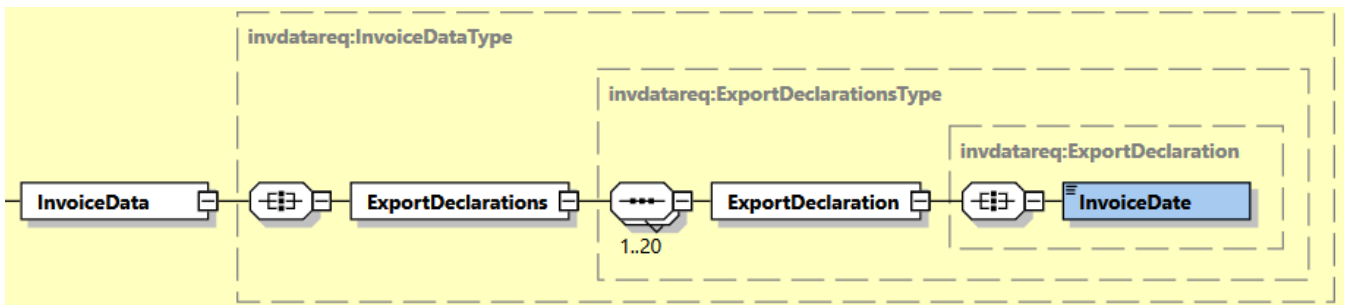 invdatareq:InvoiceDataType
invdatareq:ExportDeclarationsType
invdatareq:ExportDeclaration
InvoiceData
ExportDeclarations
ExportDeclaration
InvoiceDate
1..20